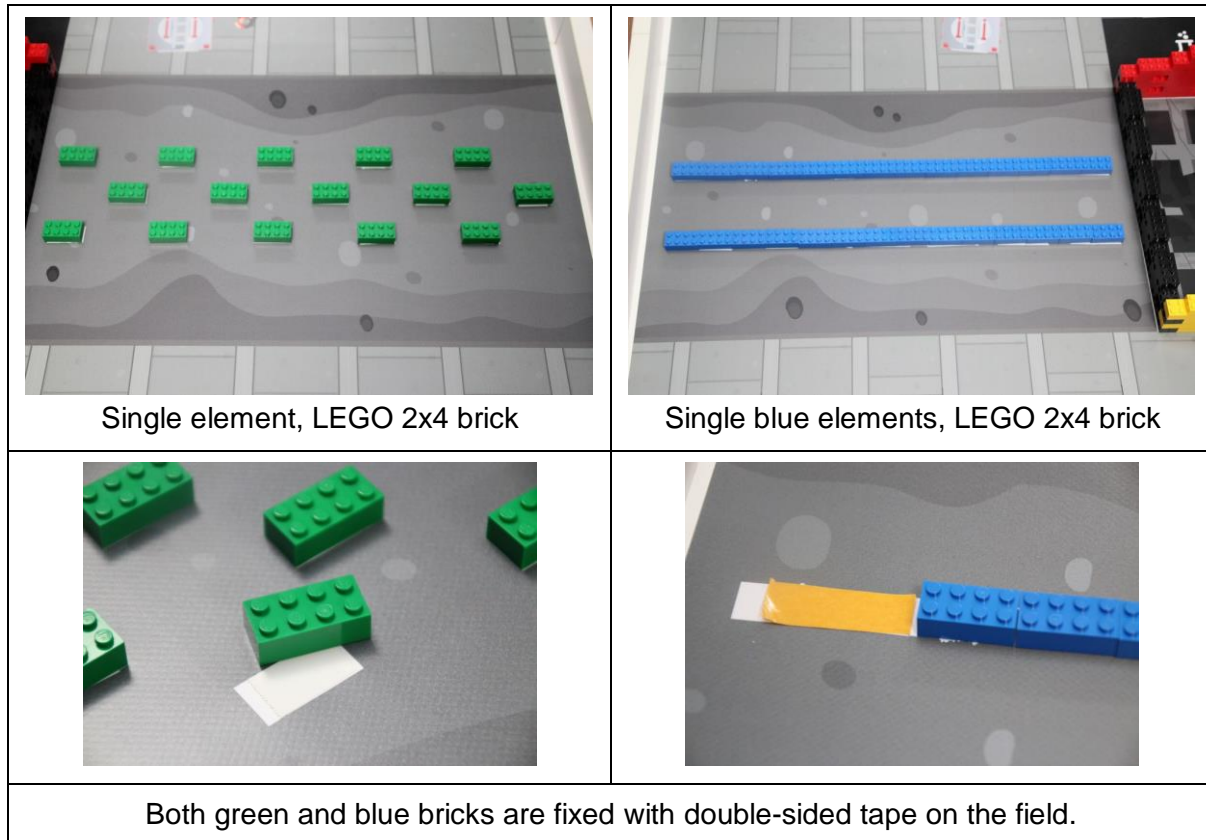 Single element, LEGO 2x4 brick
Single blue elements, LEGO 2x4 brick
Both green and blue bricks are fixed with double-sided tape on the field.